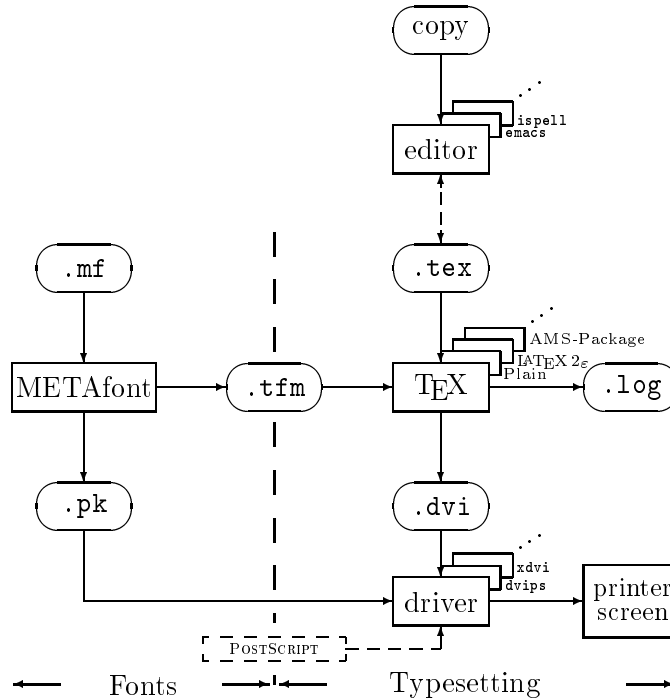 copy
ispell
emacs
editor
.mf
.tex
AMS-Package
LATEX 2ε
Plain
METAfont
.tfm
TEX
.log
.pk
.dvi
xdvi
dvips
driver
printer
screen
POSTSCRIPT
Fonts
Typesetting